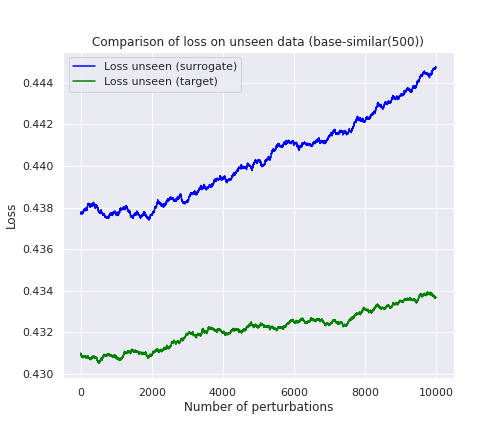 Comparison of loss on unseen data (base-similar(500))
Loss unseen (surrogate)
Loss unseen (target)
0.444
0.442
0.440
0.438
0.436
0.434
0.432
0.430
Loss
0
2000
4000
6000
8000
10000
Number of perturbations